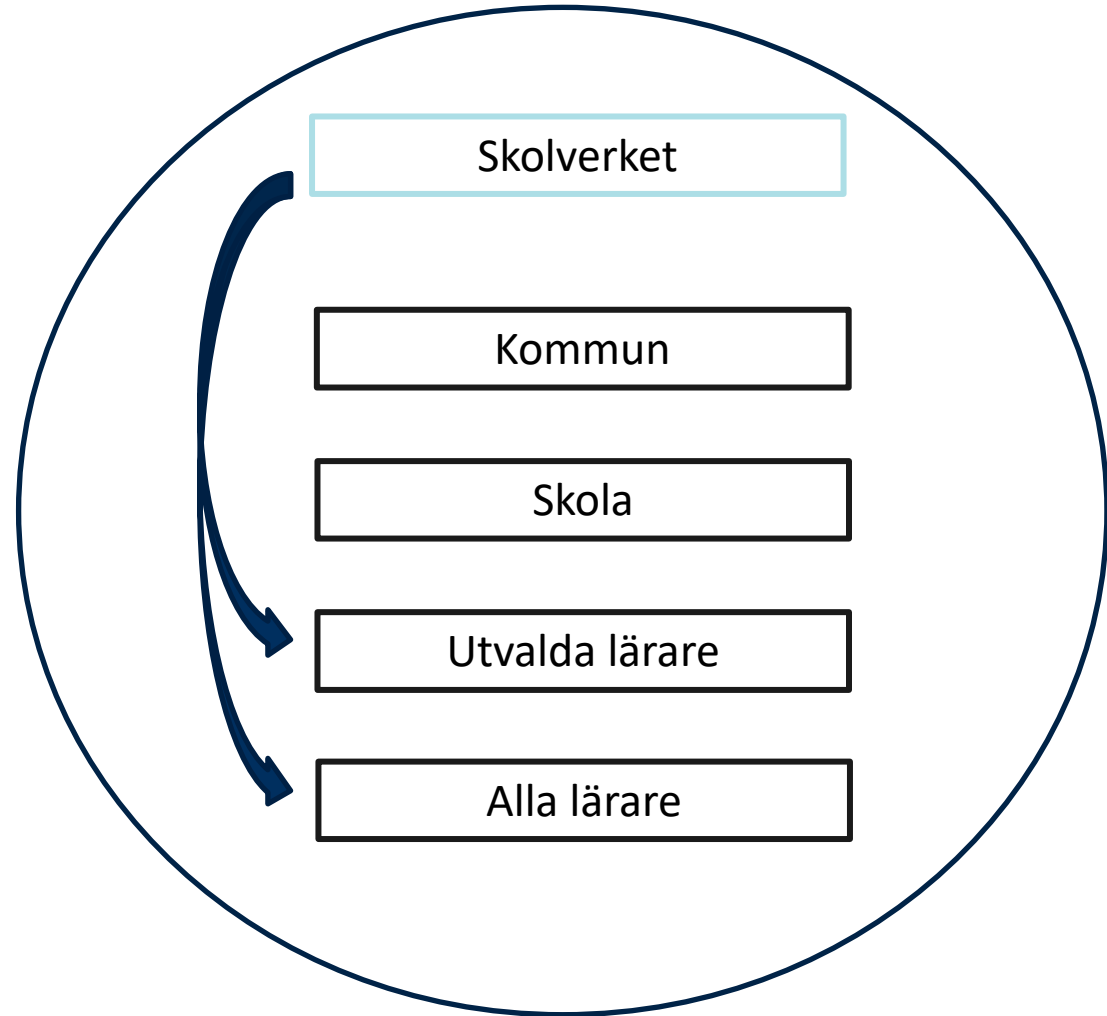 Skolverket
Kommun
Skola
Utvalda lärare
Alla lärare